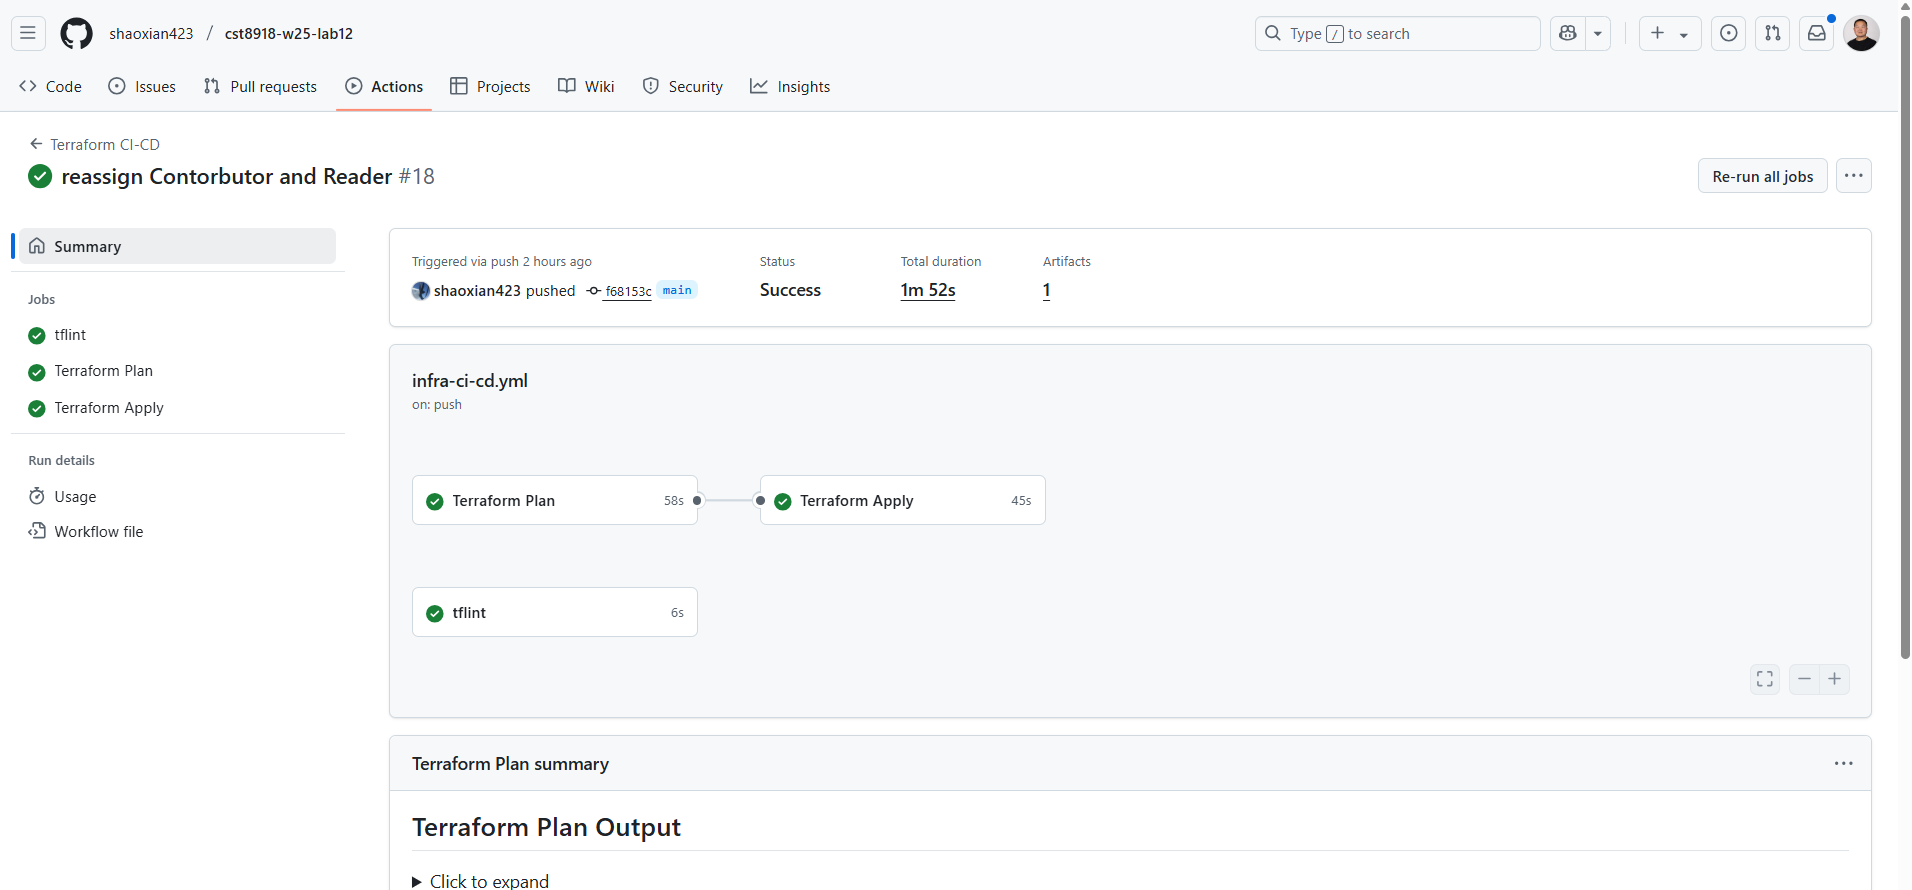 shaoxian423 / cst8918-w25-lab12
Type / to search
Code Issues Pull requests Actions Projects Wiki Security Insights
Terraform CI-CD
reassign Contorbutor and Reader #18
Re-run all jobs
Summary
Jobs
tflint
Terraform Plan
Terraform Apply
Run details
Usage
Workflow file
Triggered via push 2 hours ago
shaoxian423 pushed f68153c main
Status
Success
Total duration
1m 52s
Artifacts
1
infra-ci-cd.yml
on: push
Terraform Plan 58s
Terraform Apply 45s
tflint 6s
Terraform Plan summary
Terraform Plan Output
Click to expand